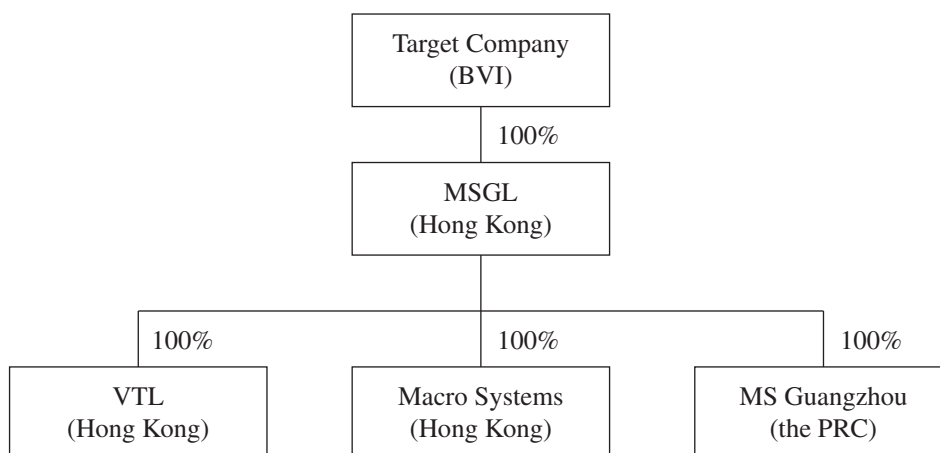 Target Company
(BVI)
100%
MSGL
(Hong Kong)
100%
100%
100%
VTL
(Hong Kong)
Macro Systems
(Hong Kong)
MS Guangzhou
(the PRC)